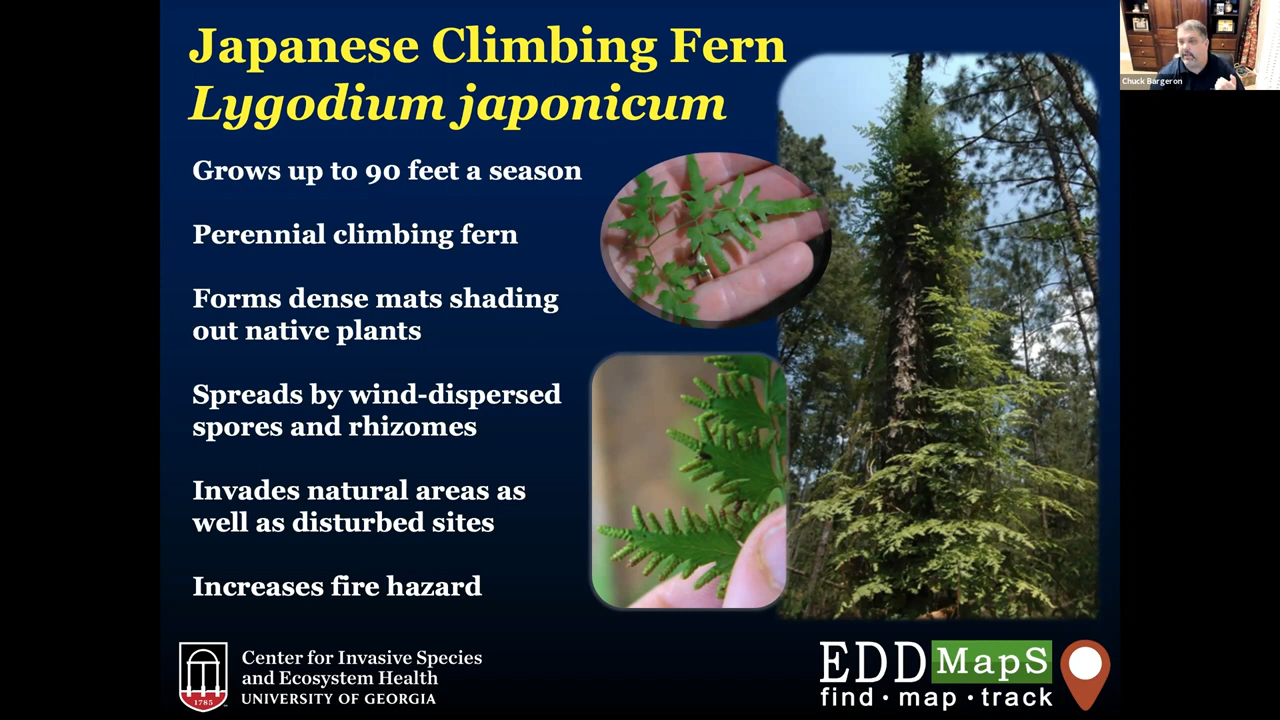 Japanese Climbing Fern
Lygodium japonicum
Grows up to 90 feet a season
Perennial climbing fern
Forms dense mats shading
out native plants
Spreads by wind-dispersed
spores and rhizomes
Invades natural areas as
well as disturbed sites
Increases fire hazard
1785
Center for Invasive Species
and Ecosystem Health
UNIVERSITY OF GEORGIA
EDDMapS
find · map · track
Chuck Bargeron